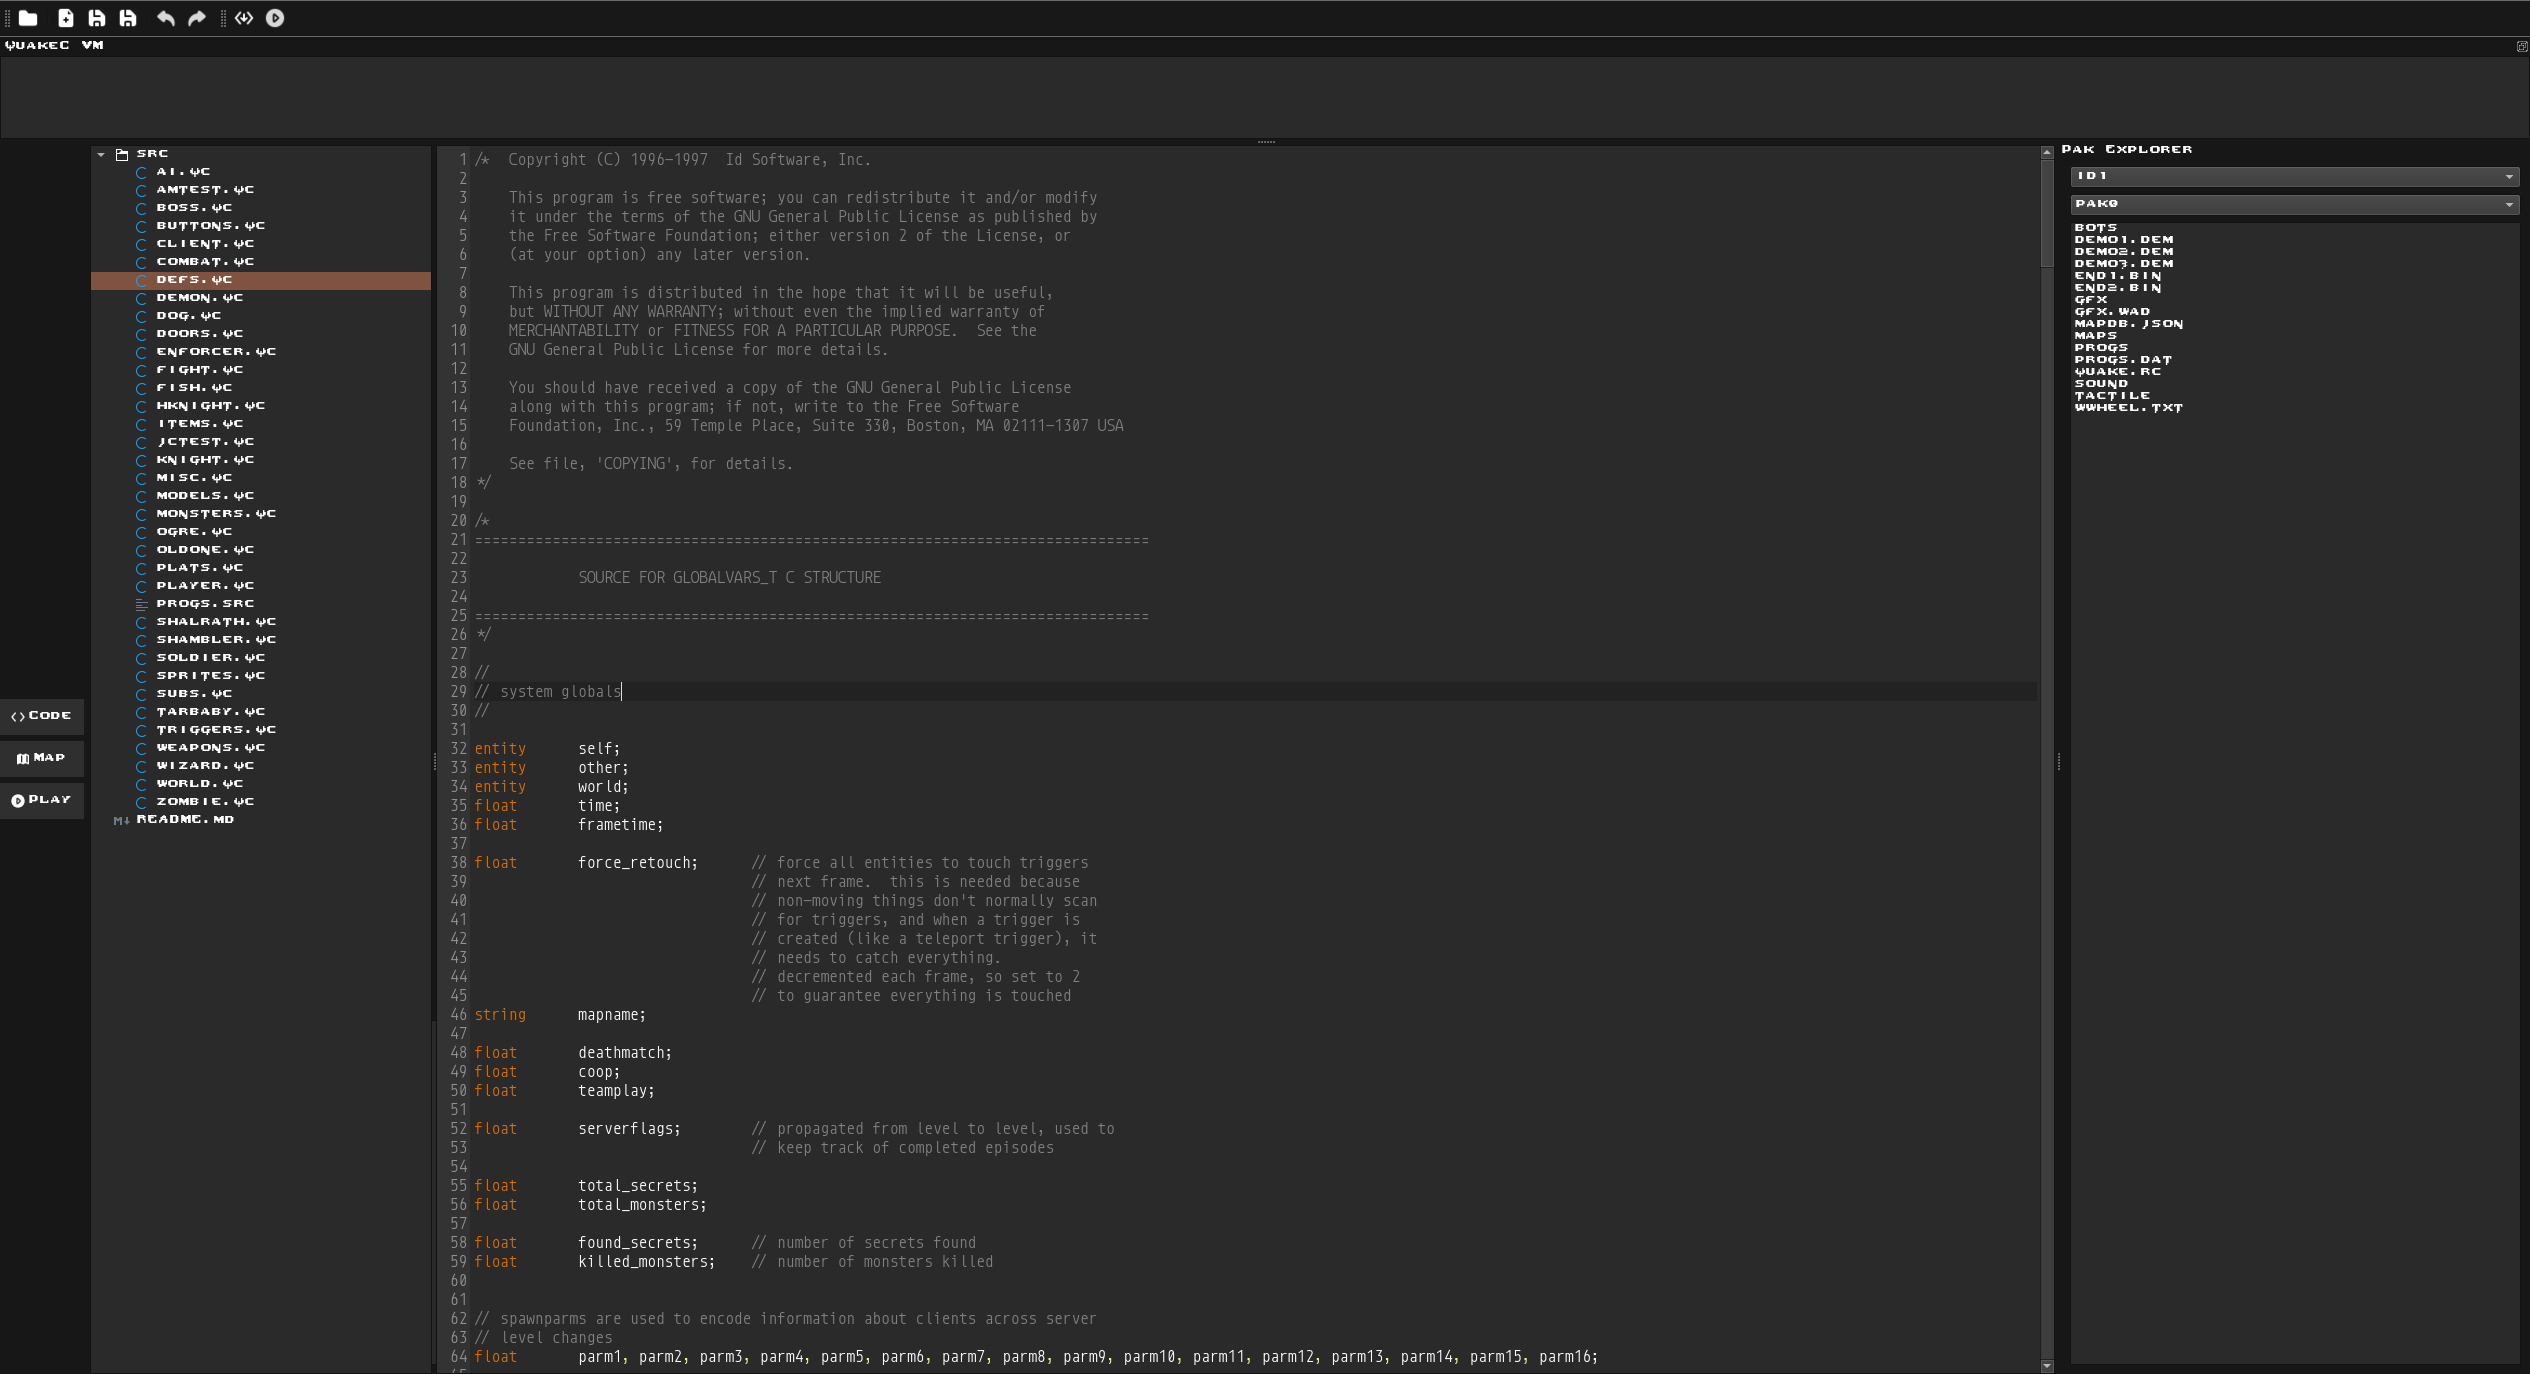 QUAKEC VM
SRC
AI.QC
AMTEST.QC
BOSS.QC
BUTTONS.QC
CLIENT.QC
COMBAT.QC
DEFS.QC
DEMON.QC
DOG.QC
DOORS.QC
ENFORCER.QC
FIGHT.QC
FISH.QC
HKNIGHT.QC
ITEMS.QC
JCTEST.QC
KNIGHT.QC
MISC.QC
MODELS.QC
MONSTERS.QC
OGRE.QC
OLDONE.QC
PLATS.QC
PLAYER.QC
PROGS.SRC
SHALRATH.QC
SHAMBLER.QC
SOLDIER.QC
SPRITES.QC
SUBS.QC
TARBABY.QC
TRIGGERS.QC
WEAPONS.QC
WIZARD.QC
WORLD.QC
ZOMBIE.QC
M↓ README.MD
<> CODE
MAP
PLAY
1 /*  Copyright (C) 1996-1997  Id Software, Inc.
2
3     This program is free software; you can redistribute it and/or modify
4     it under the terms of the GNU General Public License as published by
5     the Free Software Foundation; either version 2 of the License, or
6     (at your option) any later version.
7
8     This program is distributed in the hope that it will be useful,
9     but WITHOUT ANY WARRANTY; without even the implied warranty of
10    MERCHANTABILITY or FITNESS FOR A PARTICULAR PURPOSE.  See the
11    GNU General Public License for more details.
12
13    You should have received a copy of the GNU General Public License
14    along with this program; if not, write to the Free Software
15    Foundation, Inc., 59 Temple Place, Suite 330, Boston, MA 02111-1307 USA
16
17    See file, 'COPYING', for details.
18 */
19
20 /*
21 ==============================================================================
22
23            SOURCE FOR GLOBALVARS_T C STRUCTURE
24
25 ==============================================================================
26 */
27
28 //
29 // system globals
30 //
31
32 entity      self;
33 entity      other;
34 entity      world;
35 float       time;
36 float       frametime;
37
38 float       force_retouch;      // force all entities to touch triggers
39                                 // next frame.  this is needed because
40                                 // non-moving things don't normally scan
41                                 // for triggers, and when a trigger is
42                                 // created (like a teleport trigger), it
43                                 // needs to catch everything.
44                                 // decremented each frame, so set to 2
45                                 // to guarantee everything is touched
46 string      mapname;
47
48 float       deathmatch;
49 float       coop;
50 float       teamplay;
51
52 float       serverflags;        // propagated from level to level, used to
53                                 // keep track of completed episodes
54
55 float       total_secrets;
56 float       total_monsters;
57
58 float       found_secrets;      // number of secrets found
59 float       killed_monsters;    // number of monsters killed
60
61
62 // spawnparms are used to encode information about clients across server
63 // level changes
64 float       parm1, parm2, parm3, parm4, parm5, parm6, parm7, parm8, parm9, parm10, parm11, parm12, parm13, parm14, parm15, parm16;
PAK EXPLORER
ID1
PAK0
BOTS
DEMO1.DEM
DEMO2.DEM
DEMO3.DEM
END1.BIN
END2.BIN
GFX
GFX.WAD
MAPDB.JSON
MAPS
PROGS
PROGS.DAT
QUAKE.RC
SOUND
TACTILE
WWHEEL.TXT